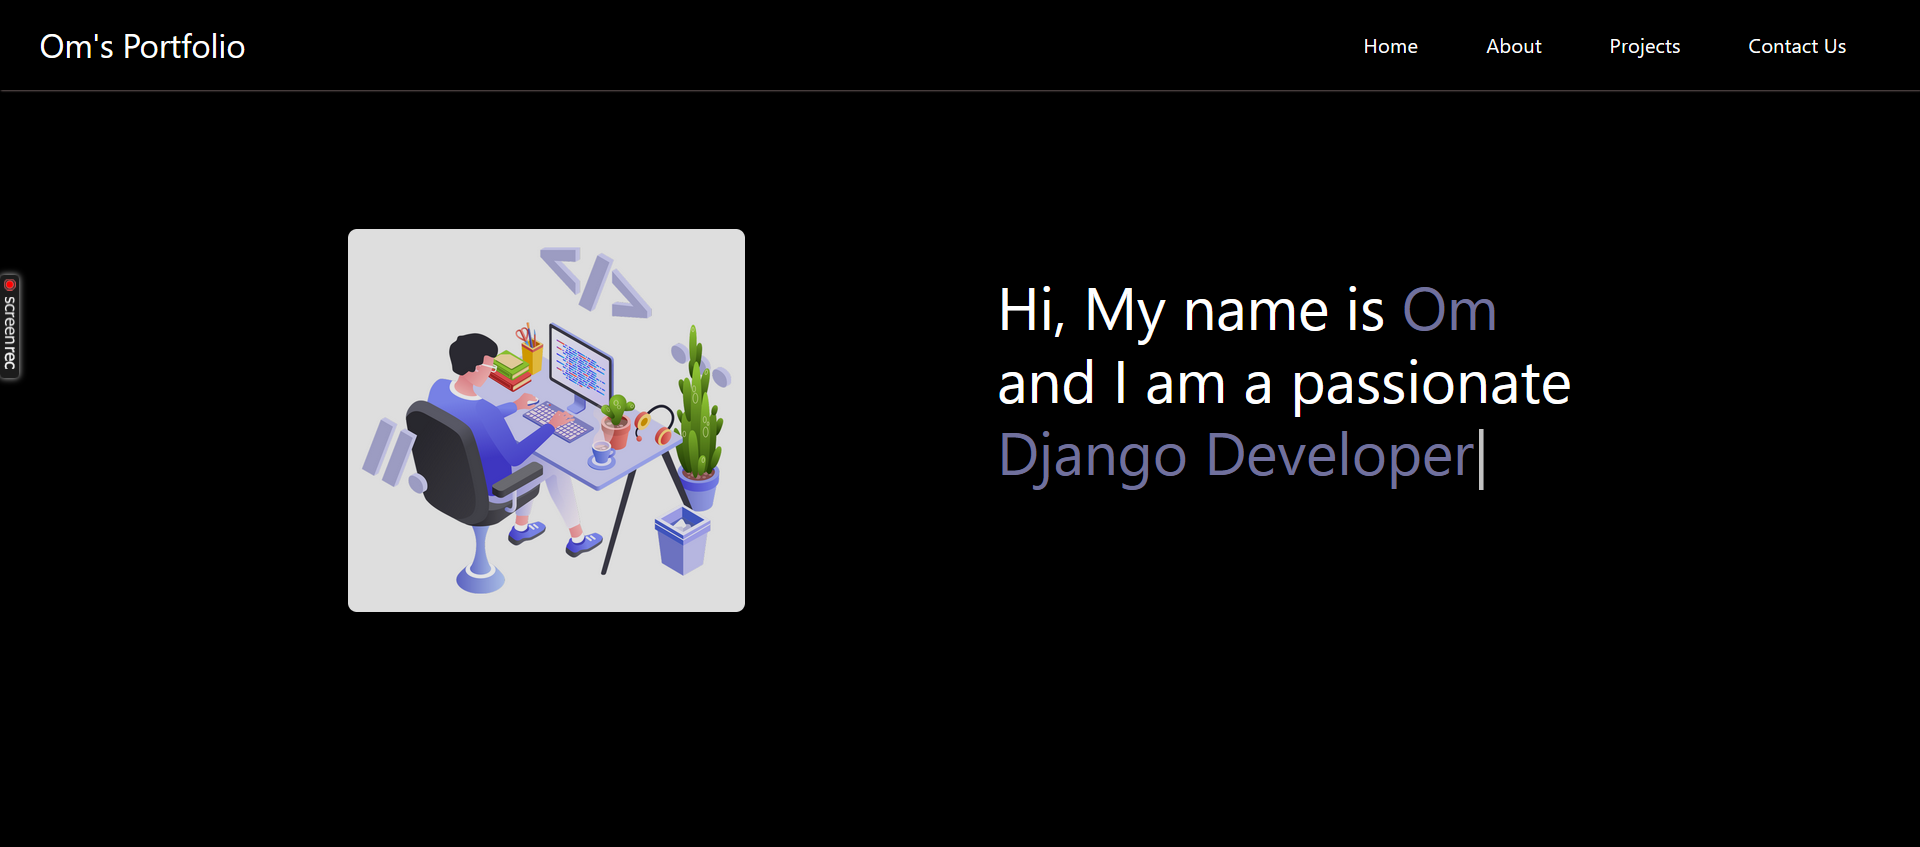 Om's Portfolio
Home
About
Projects
Contact Us
screenrec
</>
Hi, My name is Om
and I am a passionate
Django Developer|